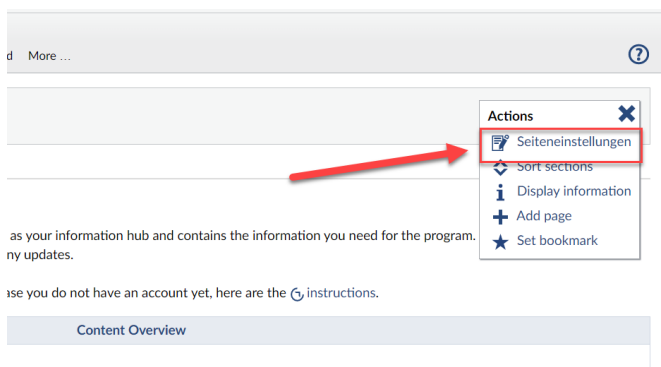 d More ...
Actions
Seiteneinstellungen
Sort sections
Display information
Add page
Set bookmark
as your information hub and contains the information you need for the program.
ny updates.
ase you do not have an account yet, here are the instructions.
Content Overview